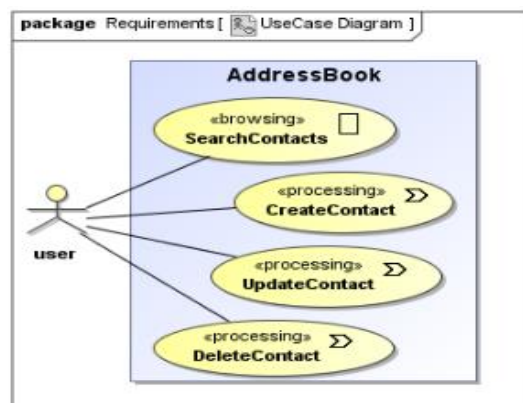 package Requirements [ UseCase Diagram ]
AddressBook
«browsing»
SearchContacts
«processing»
CreateContact
user
«processing»
UpdateContact
«processing»
DeleteContact